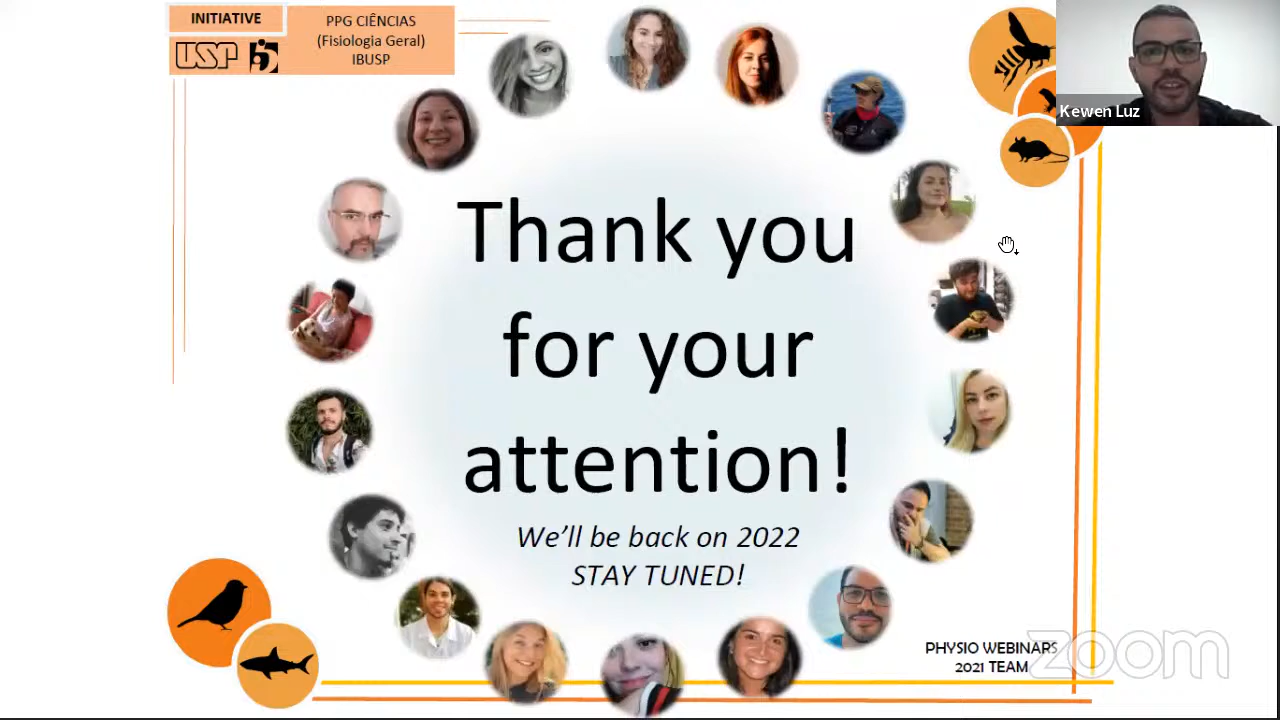 INITIATIVE
USP
PPG CIÊNCIAS
(Fisiologia Geral)
IBUSP
Kewen Luz
Thank you
for your
attention!
We'll be back on 2022
STAY TUNED!
PHYSIO WEBINARS
2021 TEAM
zoom